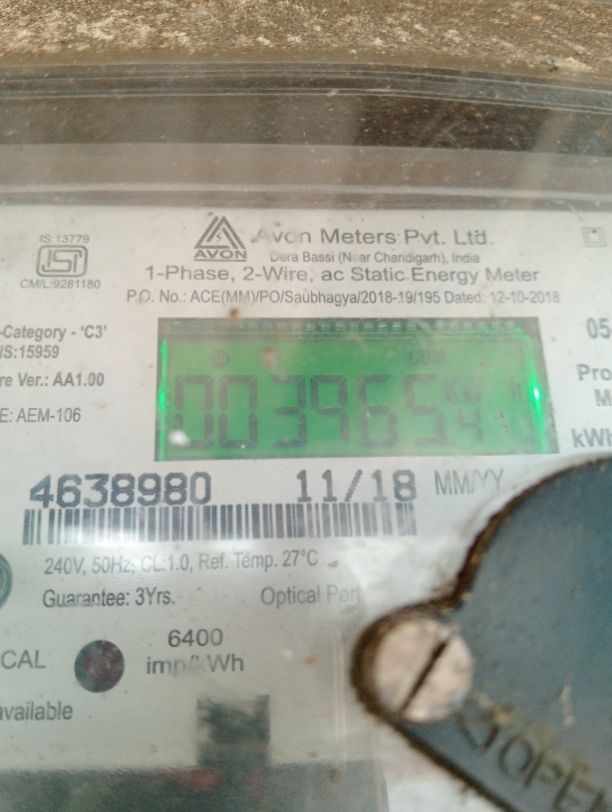 IS:13779
ISI
CM/L:9281180
AVON
Avon Meters Pvt. Ltd.
Dera Bassi (Near Chandigarh), India
1-Phase, 2-Wire, ac Static Energy Meter
P.O. No.: ACE(MM)/PO/Saubhagya/2018-19/195 Dated: 12-10-2018
-Category - 'C3'
IS:15959
re Ver.: AA1.00
E: AEM-106
CUM
0039654
KW h
05-
Pro
M
kWh
4638980 11/18 MM/YY
240V, 50Hz, CL:1.0, Ref. Temp. 27°C
Guarantee: 3Yrs. Optical Port
CAL
6400
imp/kWh
available